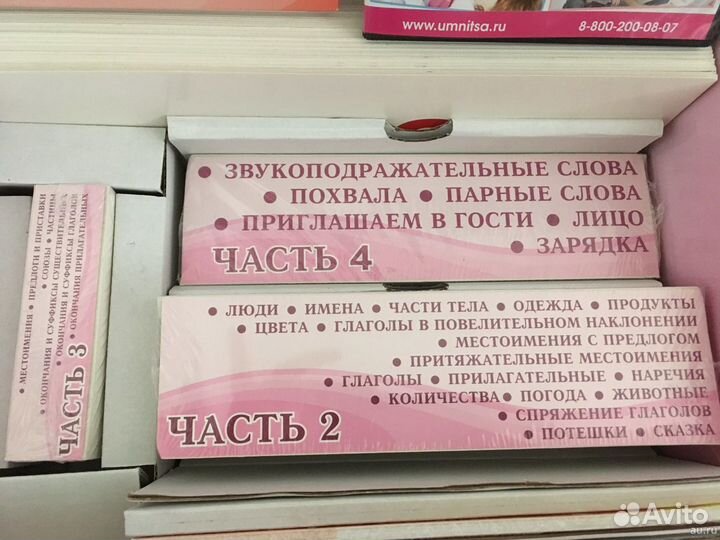 www.umnitsa.ru
8-800-200-08-07
• ЗВУКОПОДРАЖАТЕЛЬНЫЕ СЛОВА
• ПОХВАЛА • ПАРНЫЕ СЛОВА
• ПРИГЛАШАЕМ В ГОСТИ • ЛИЦО
• ЗАРЯДКА
ЧАСТЬ 4
• МЕСТОИМЕНИЯ • ПРЕДЛОГИ И ПРИСТАВКИ
• СОЮЗЫ • ЧАСТИЦЫ
• ОКОНЧАНИЯ И СУФФИКСЫ СУЩЕСТВИТЕЛЬНЫХ
• ОКОНЧАНИЯ И СУФФИКСЫ ГЛАГОЛОВ
• ОКОНЧАНИЯ ПРИЛАГАТЕЛЬНЫХ
ЧАСТЬ 3
• ЛЮДИ • ИМЕНА • ЧАСТИ ТЕЛА • ОДЕЖДА • ПРОДУКТЫ
• ЦВЕТА • ГЛАГОЛЫ В ПОВЕЛИТЕЛЬНОМ НАКЛОНЕНИИ
• МЕСТОИМЕНИЯ С ПРЕДЛОГОМ
• ПРИТЯЖАТЕЛЬНЫЕ МЕСТОИМЕНИЯ
• ГЛАГОЛЫ • ПРИЛАГАТЕЛЬНЫЕ • НАРЕЧИЯ
• КОЛИЧЕСТВА • ПОГОДА • ЖИВОТНЫЕ
• СПРЯЖЕНИЕ ГЛАГОЛОВ
• ПОТЕШКИ • СКАЗКА
ЧАСТЬ 2
Avito
au.ru